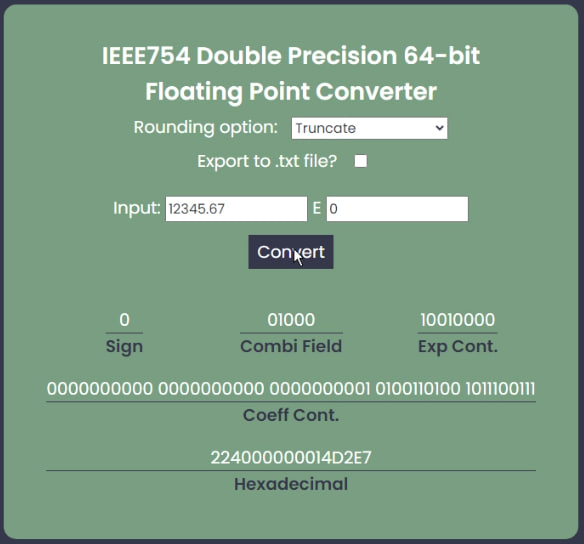 IEEE754 Double Precision 64-bit
Floating Point Converter
Rounding option: Truncate
Export to .txt file?
Input: 12345.67 E 0
Convert
0 01000 10010000
Sign Combi Field Exp Cont.
0000000000 0000000000 0000000001 0100110100 1011100111
Coeff Cont.
224000000014D2E7
Hexadecimal